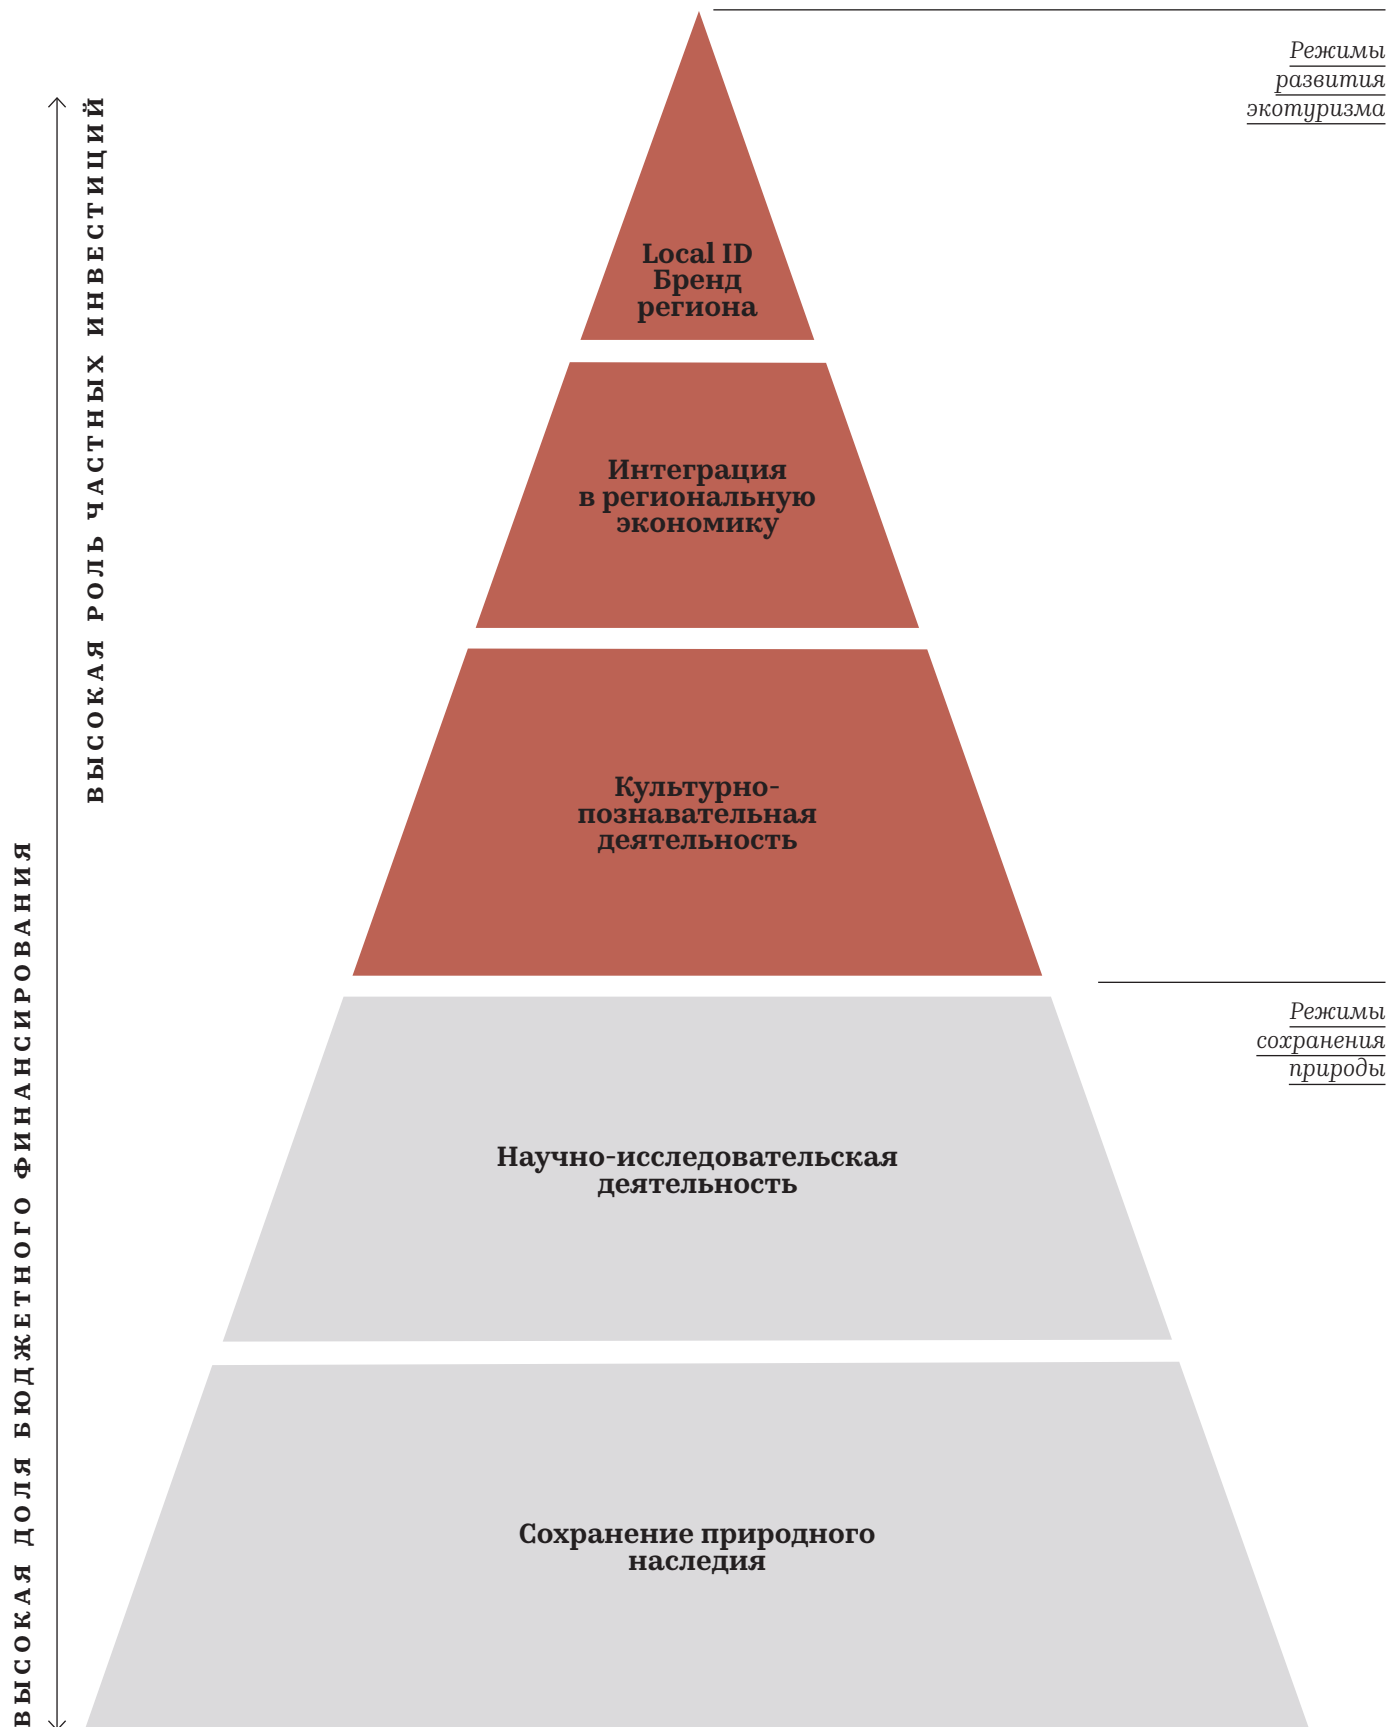 Режимы
развития
экотуризма
ВЫСОКАЯ РОЛЬ ЧАСТНЫХ ИНВЕСТИЦИЙ
Local ID
Бренд
региона
Интеграция
в региональную
экономику
Культурно-
познавательная
деятельность
ВЫСОКАЯ ДОЛЯ БЮДЖЕТНОГО ФИНАНСИРОВАНИЯ
Режимы
сохранения
природы
Научно-исследовательская
деятельность
Сохранение природного
наследия